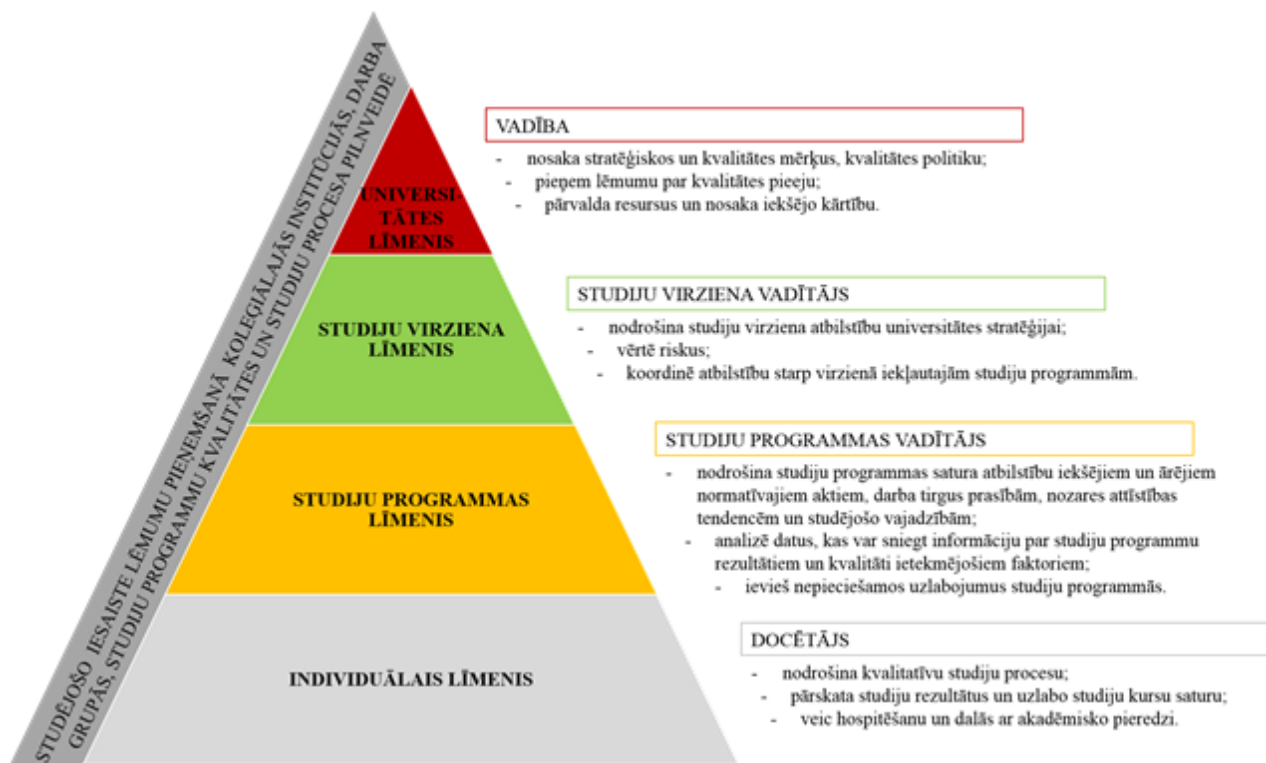 STUDĒJOŠO IESAISTE LĒMUMU PIEŅEMŠANĀ KOLEĢIĀLAJĀS INSTITŪCIJĀS, DARBA
GRUPĀS, STUDIJU PROGRAMMU KVALITĀTES UN STUDIJU PROCESA PILNVEIDĒ
UNIVERSI-
TĀTES
LĪMENIS
VADĪBA
- nosaka stratēģiskos un kvalitātes mērķus, kvalitātes politiku;
- pieņem lēmumu par kvalitātes pieeju;
- pārvalda resursus un nosaka iekšējo kārtību.
STUDIJU VIRZIENA
LĪMENIS
STUDIJU VIRZIENA VADĪTĀJS
- nodrošina studiju virziena atbilstību universitātes stratēģijai;
- vērtē riskus;
- koordinē atbilstību starp virzienā iekļautajām studiju programmām.
STUDIJU PROGRAMMAS
LĪMENIS
STUDIJU PROGRAMMAS VADĪTĀJS
- nodrošina studiju programmas satura atbilstību iekšējiem un ārējiem
normatīvajiem aktiem, darba tirgus prasībām, nozares attīstības
tendencēm un studējošo vajadzībām;
- analizē datus, kas var sniegt informāciju par studiju programmu
rezultātiem un kvalitāti ietekmējošiem faktoriem;
- ievieš nepieciešamos uzlabojumus studiju programmās.
INDIVIDUĀLAIS LĪMENIS
DOCĒTĀJS
- nodrošina kvalitatīvu studiju procesu;
- pārskata studiju rezultātus un uzlabo studiju kursu saturu;
- veic hospitēšanu un dalās ar akadēmisko pieredzi.